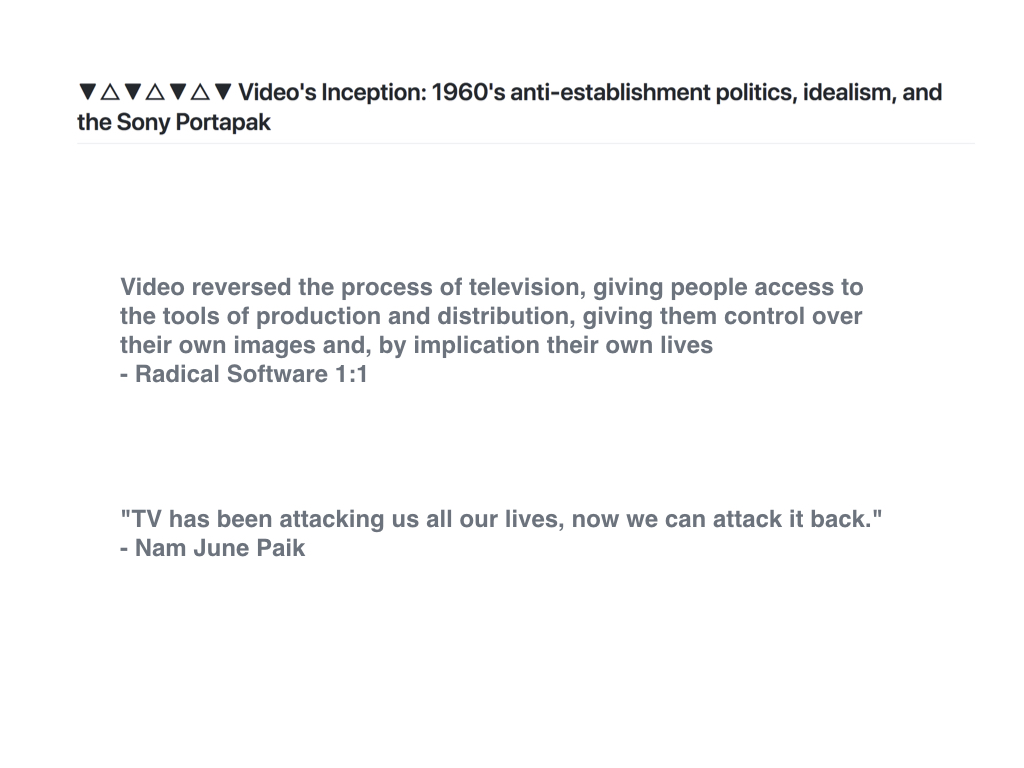 ▼△▼△▼△▼ Video's Inception: 1960's anti-establishment politics, idealism, and
the Sony Portapak
Video reversed the process of television, giving people access to
the tools of production and distribution, giving them control over
their own images and, by implication their own lives
- Radical Software 1:1
"TV has been attacking us all our lives, now we can attack it back."
- Nam June Paik